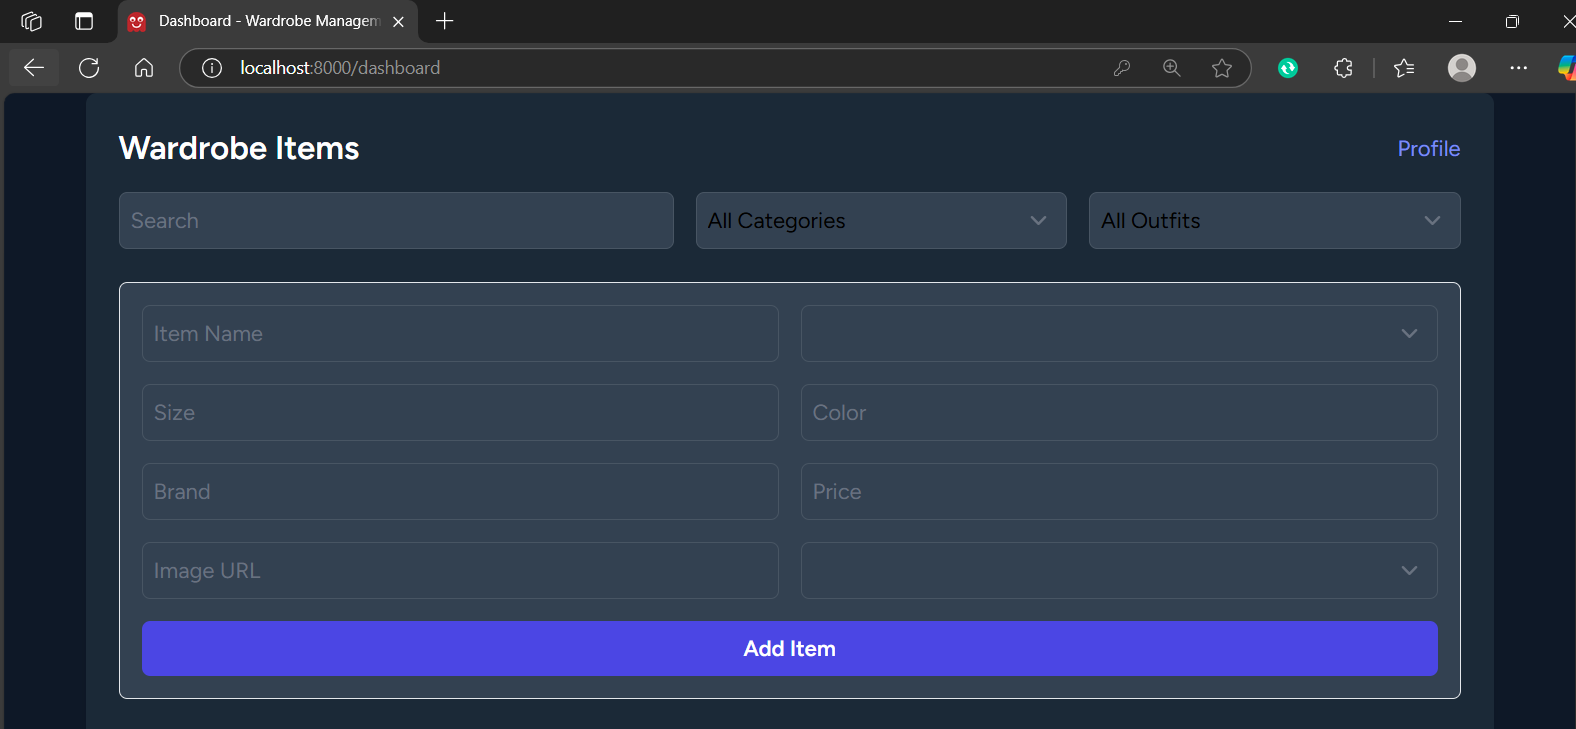 Dashboard - Wardrobe Managem
localhost:8000/dashboard
Wardrobe Items
Profile
Search
All Categories
All Outfits
Item Name
Size
Color
Brand
Price
Image URL
Add Item